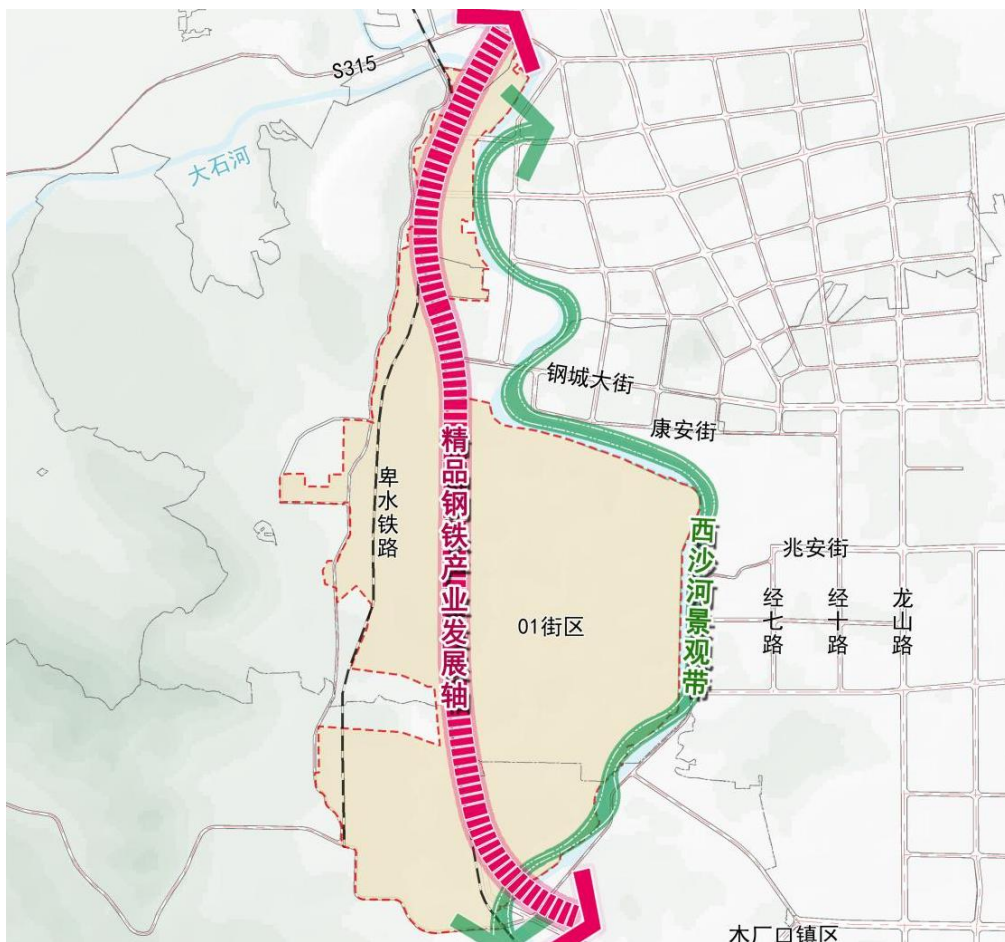 S315
大石河
钢城大街
康安街
精品钢铁产业发展轴
卑水铁路
西沙河景观带
兆安街
经七路
经十路
龙山路
01街区
木厂口镇区